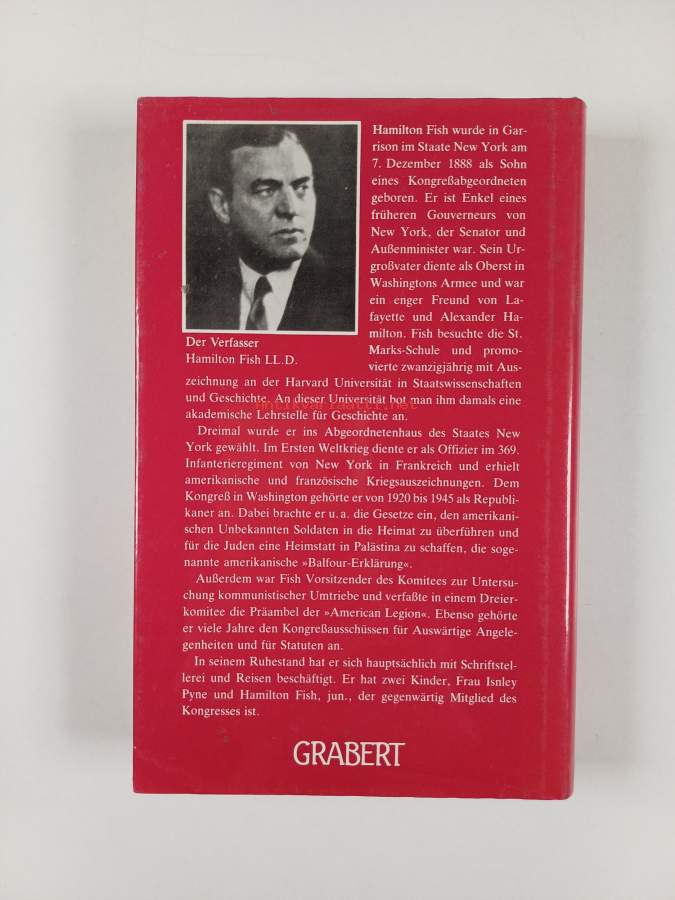 Hamilton Fish wurde in Gar-
rison im Staate New York am
7. Dezember 1888 als Sohn
eines Kongreßabgeordneten
geboren. Er ist Enkel eines
früheren Gouverneurs von
New York, der Senator und
Außenminister war. Sein Ur-
großvater diente als Oberst in
Washingtons Armee und war
ein enger Freund von La-
fayette und Alexander Ha-
milton. Fish besuchte die St.
Marks-Schule und promo-
vierte zwanzigjährig mit Aus-
Der Verfasser
Hamilton Fish LL.D.
zeichnung an der Harvard Universität in Staatswissenschaften
und Geschichte. An dieser Universität bot man ihm damals eine
akademische Lehrstelle für Geschichte an.
Antikvariaatti.net
Dreimal wurde er ins Abgeordnetenhaus des Staates New
York gewählt. Im Ersten Weltkrieg diente er als Offizier im 369.
Infanterieregiment von New York in Frankreich und erhielt
amerikanische und französische Kriegsauszeichnungen. Dem
Kongreß in Washington gehörte er von 1920 bis 1945 als Republi-
kaner an. Dabei brachte er u. a. die Gesetze ein, den amerikani-
schen Unbekannten Soldaten in die Heimat zu überführen und
für die Juden eine Heimstatt in Palästina zu schaffen, die soge-
nannte amerikanische »Balfour-Erklärung«.
Außerdem war Fish Vorsitzender des Komitees zur Untersu-
chung kommunistischer Umtriebe und verfaßte in einem Dreier-
komitee die Präambel der »American Legion«. Ebenso gehörte
er viele Jahre den Kongreßausschüssen für Auswärtige Angele-
genheiten und für Statuten an.
In seinem Ruhestand hat er sich hauptsächlich mit Schriftstel-
lerei und Reisen beschäftigt. Er hat zwei Kinder, Frau Isnley
Pyne und Hamilton Fish, jun., der gegenwärtig Mitglied des
Kongresses ist.
GRABERT